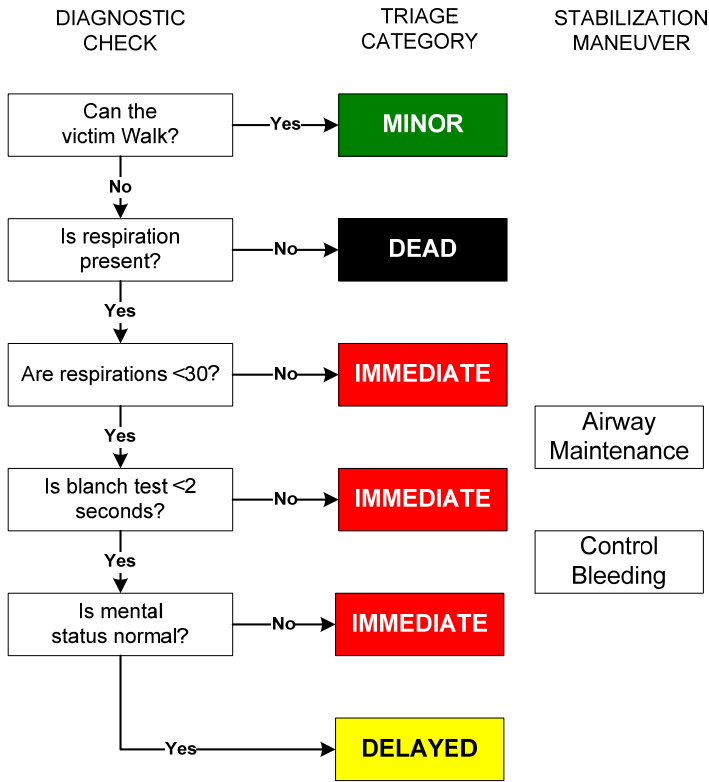 DIAGNOSTIC
CHECK
TRIAGE
CATEGORY
STABILIZATION
MANEUVER
Can the
victim Walk?
Yes
MINOR
No
Is respiration
present?
No
DEAD
Yes
Are respirations <30?
No
IMMEDIATE
Airway
Maintenance
Yes
Is blanch test <2
seconds?
No
IMMEDIATE
Control
Bleeding
Yes
Is mental
status normal?
No
IMMEDIATE
Yes
DELAYED